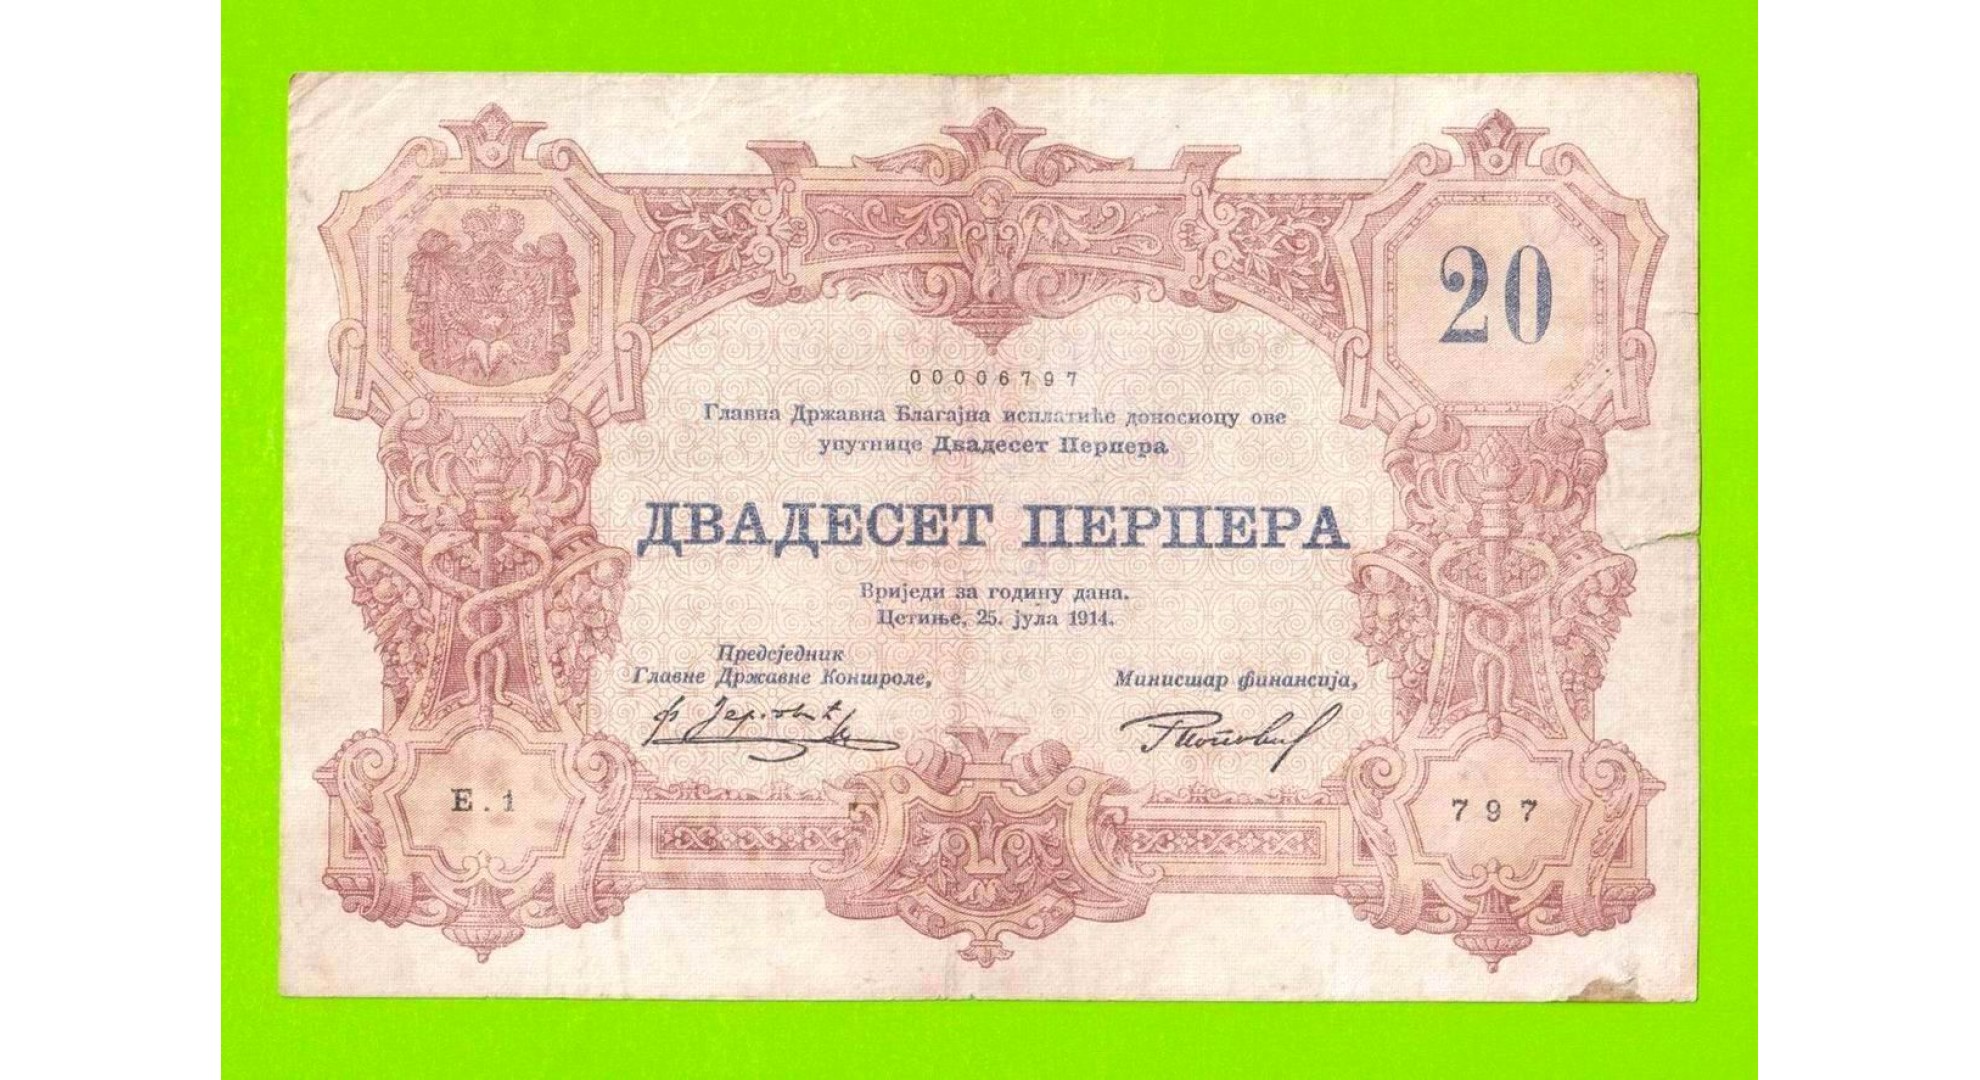 20
00006797
Главна Државна Благајна исплатиће доносиоцу ове
упутнице Двадесет Перпера
ДВАДЕСЕТ ПЕРПЕРА
Вриједи за годину дана.
Цетиње, 25. јула 1914.
Предсједник
Главне Државне Контроле,
Министар финансија,
Е.1
797